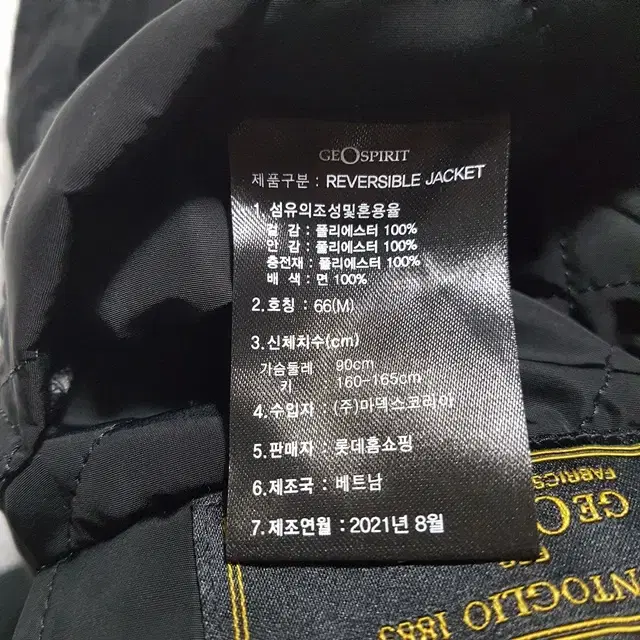 GEOSPIRIT
제품구분 : REVERSIBLE JACKET
1. 섬유의조성및혼용율
겉 감 : 폴리에스터 100%
안 감 : 폴리에스터 100%
충전재 : 폴리에스터 100%
배 색 : 면 100%
2. 호칭 : 66(M)
3. 신체치수(cm)
가슴둘레 90cm
키 160-165cm
4. 수입자 : (주)마덱스코리아
5. 판매자 : 롯데홈쇼핑
6. 제조국 : 베트남
7. 제조연월 : 2021년 8월
GEO
FABRICS
NTOGLIO 1883